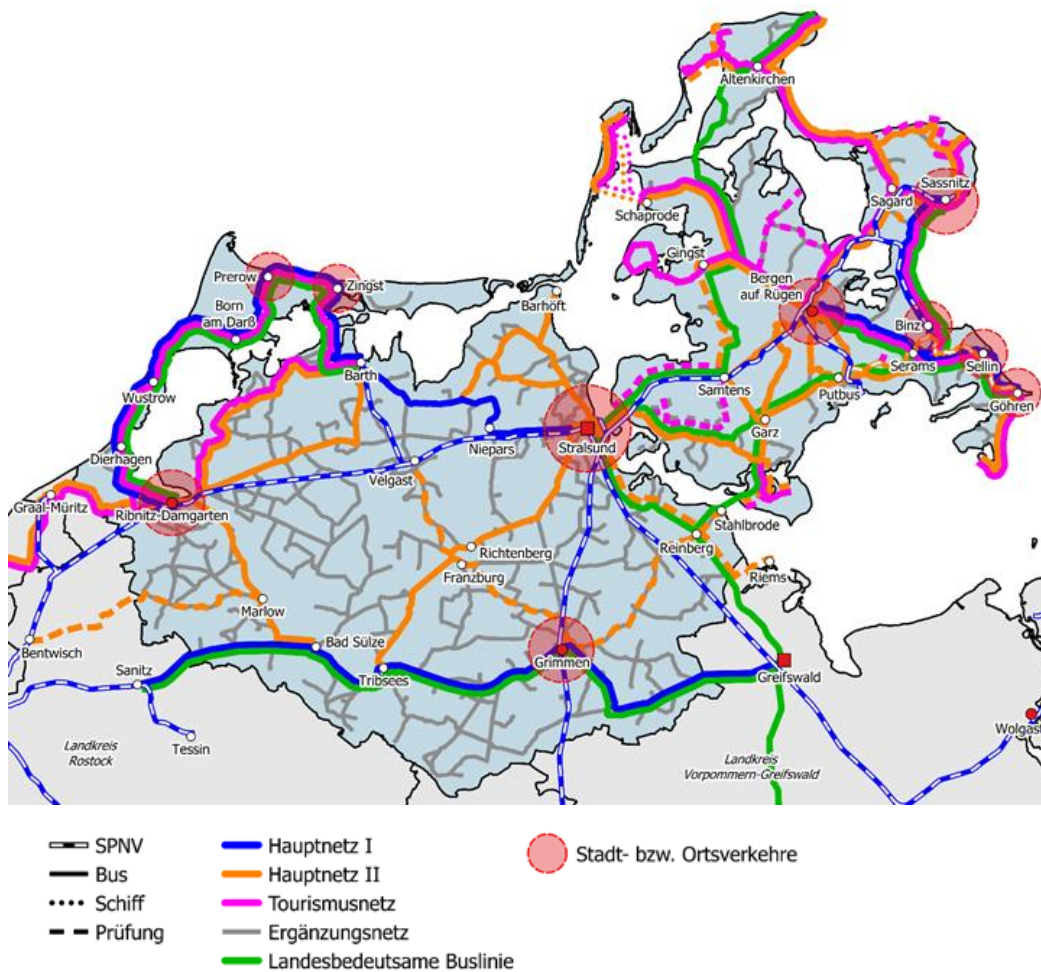 Altenkirchen
Sassnitz
Sagard
Schaprode
Gingst
Prerow
Zingst
Bergen
auf Rügen
Barhöft
Born
am Darß
Binz
Barth
Serams
Sellin
Samtens
Putbus
Göhren
Wustrow
Garz
Niepars
Stralsund
Dierhagen
Velgast
Graal-Müritz
Ribnitz-Damgarten
Stahlbrode
Reinberg
Richtenberg
Franzburg
Riems
Marlow
Bentwisch
Bad Sülze
Sanitz
Tribsees
Grimmen
Greifswald
Tessin
Wolgast
Landkreis
Rostock
Landkreis
Vorpommern-Greifswald
SPNV
Bus
Schiff
Prüfung
Hauptnetz I
Hauptnetz II
Tourismusnetz
Ergänzungsnetz
Landesbedeutsame Buslinie
Stadt- bzw. Ortsverkehre